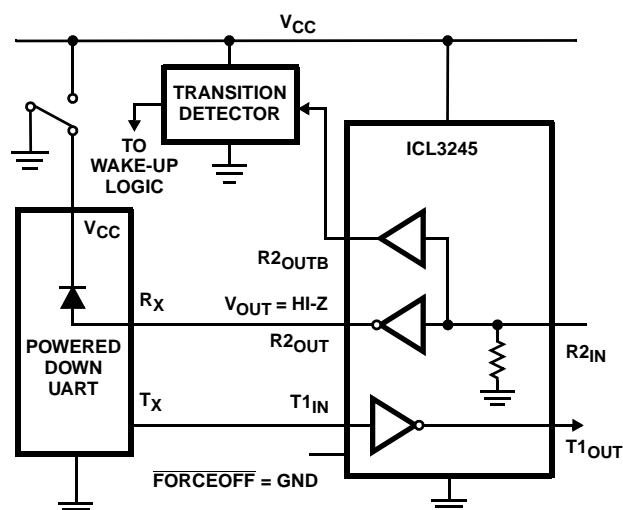 VCC
TRANSITION
DETECTOR
TO
WAKE-UP
LOGIC
ICL3245
VCC
R2OUTB
RX
VOUT = HI-Z
R2OUT
R2IN
POWERED
DOWN
UART
TX
T1IN
T1OUT
FORCEOFF = GND